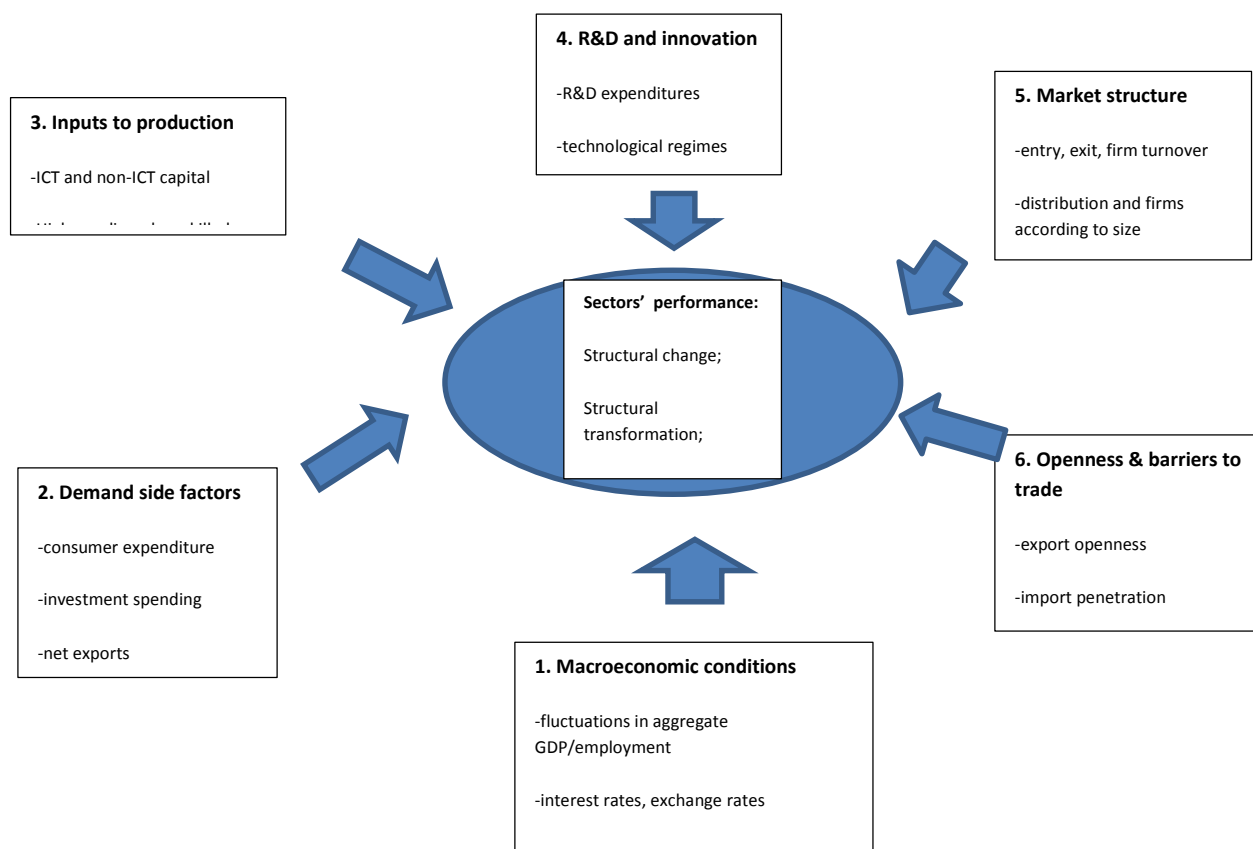 4. R&D and innovation
-R&D expenditures
-technological regimes
3. Inputs to production
-ICT and non-ICT capital
5. Market structure
-entry, exit, firm turnover
-distribution and firms
according to size
Sectors’ performance:
Structural change;
Structural
transformation;
2. Demand side factors
-consumer expenditure
-investment spending
-net exports
6. Openness & barriers to
trade
-export openness
-import penetration
1. Macroeconomic conditions
-fluctuations in aggregate
GDP/employment
-interest rates, exchange rates